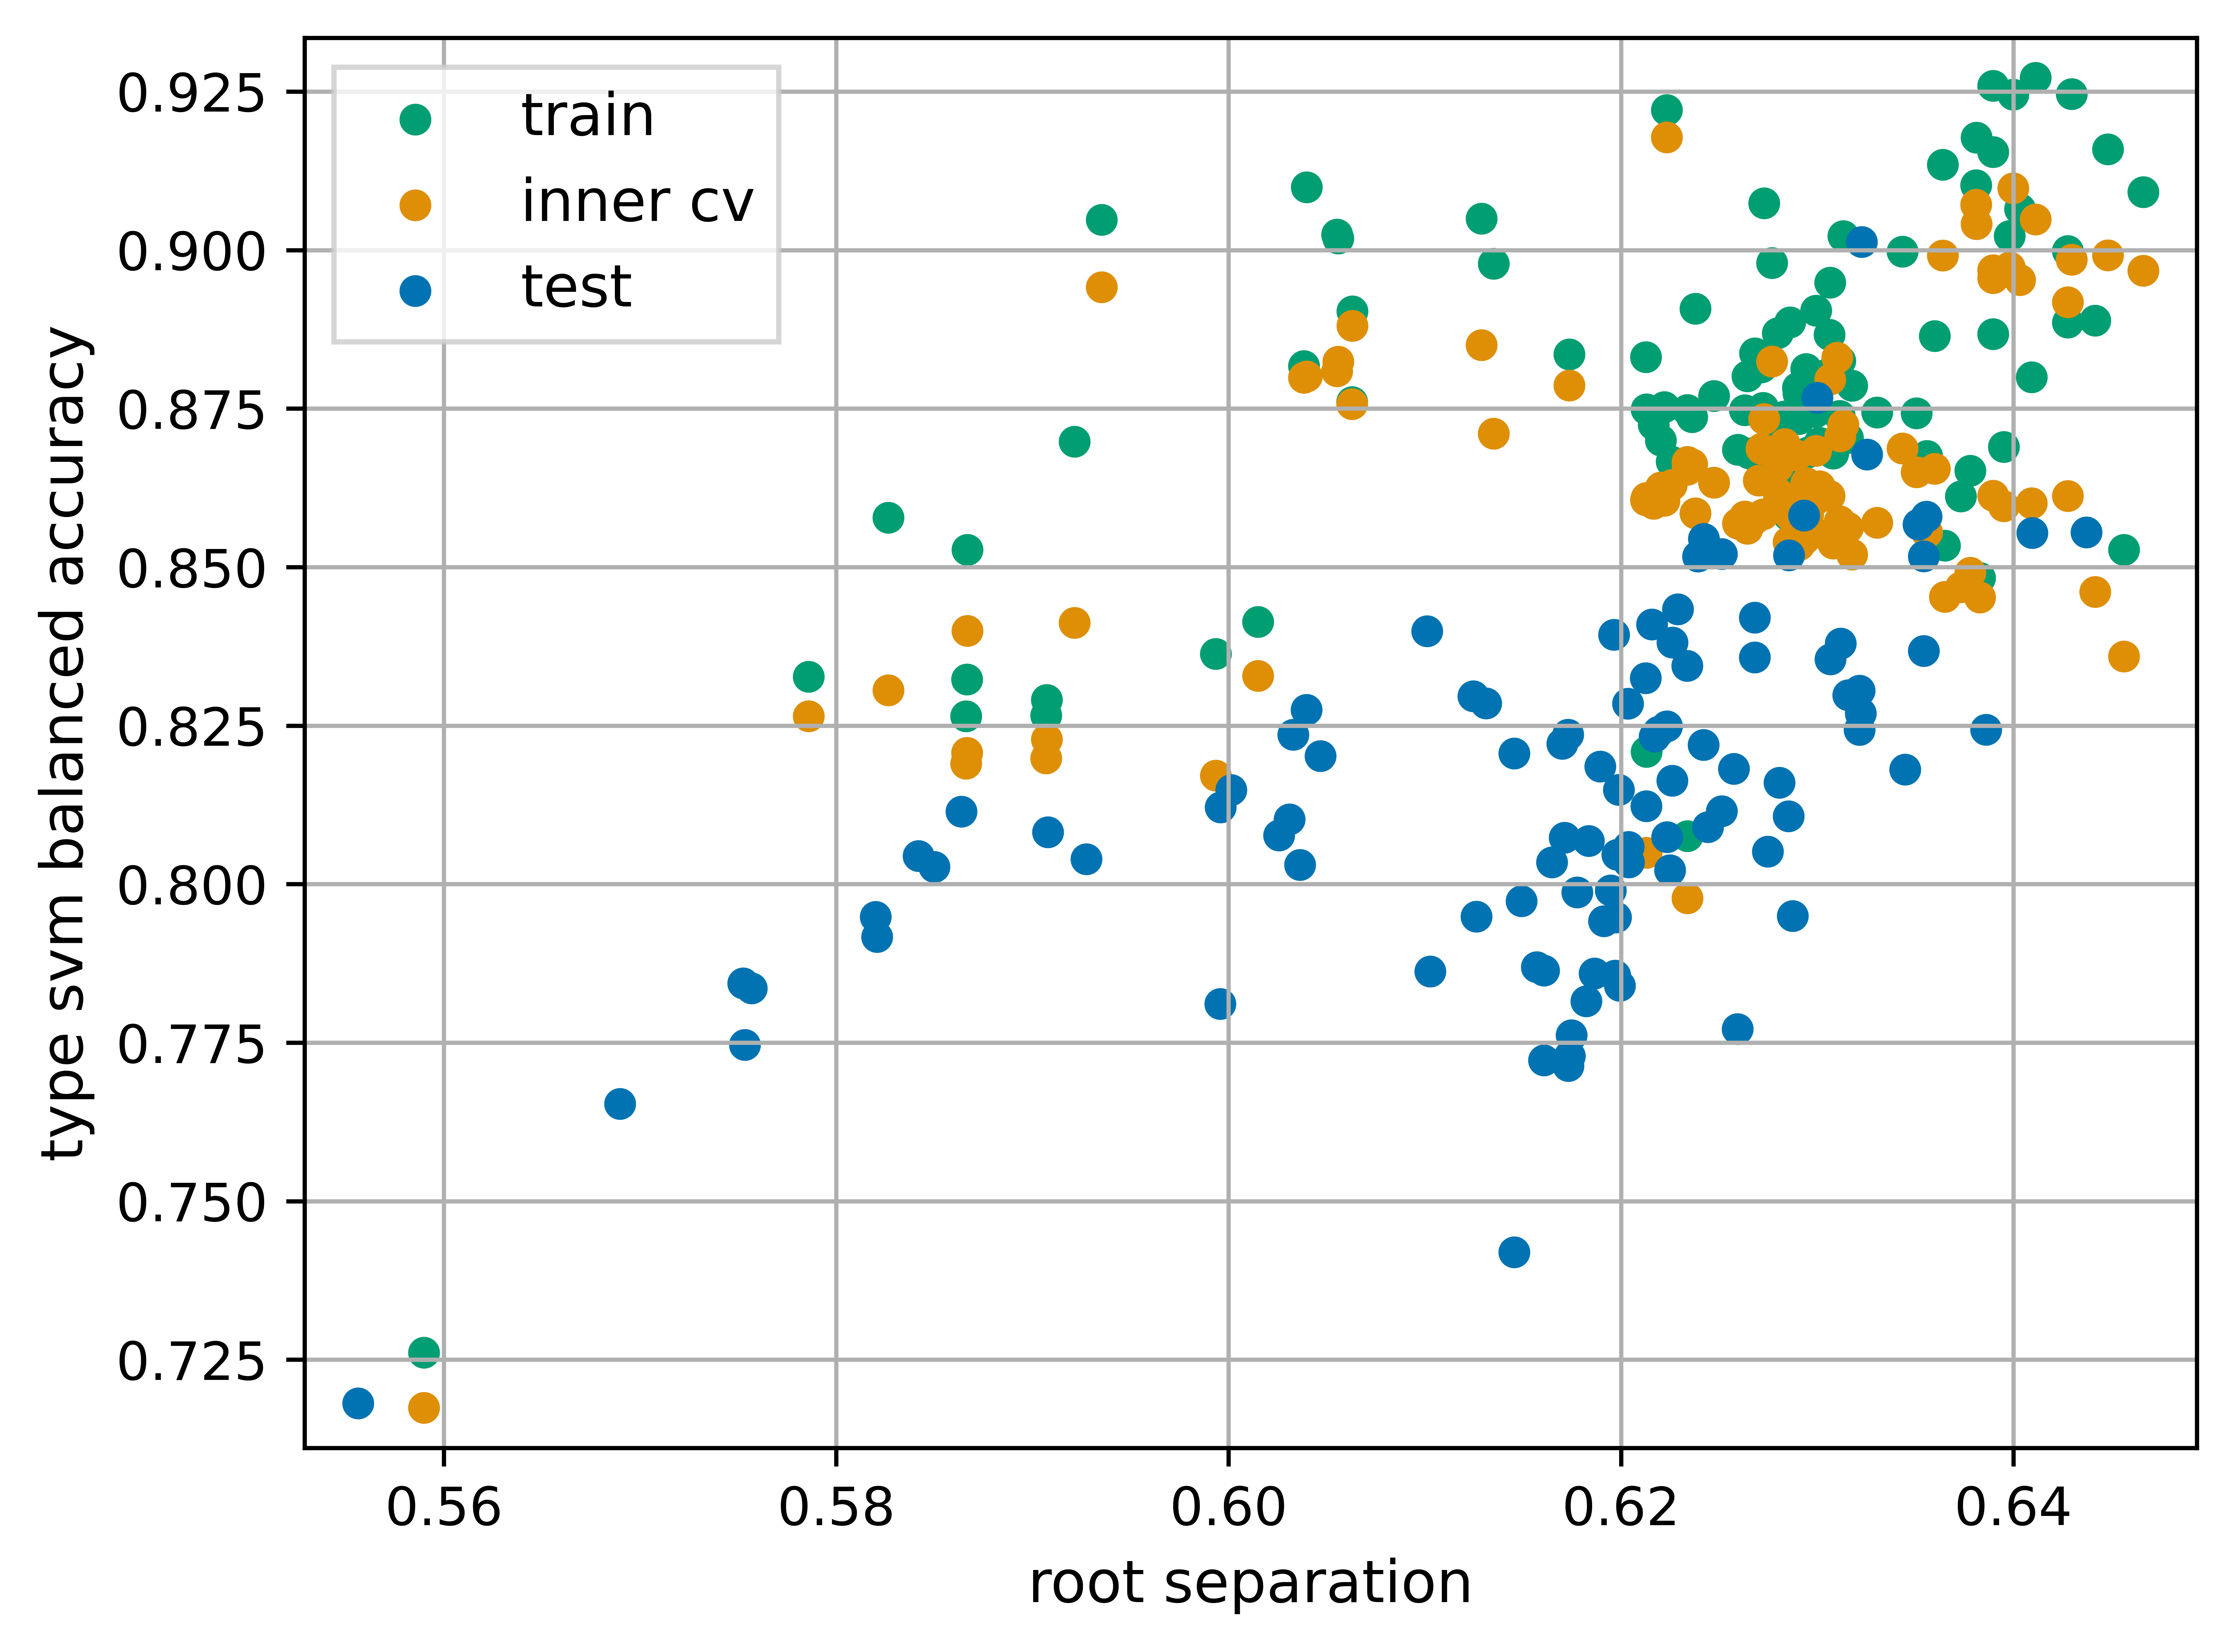 train
inner cv
test
0.925
0.900
0.875
0.850
0.825
0.800
0.775
0.750
0.725
type svm balanced accuracy
0.56 0.58 0.60 0.62 0.64
root separation